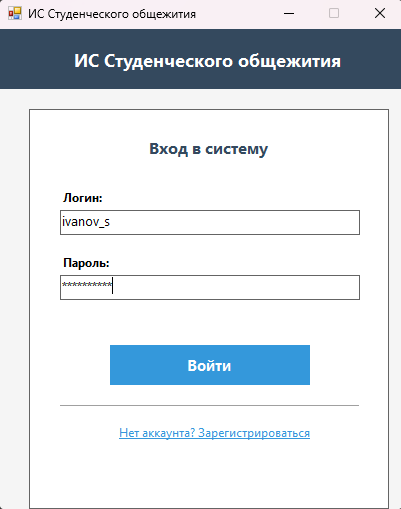 ИС Студенческого общежития
ИС Студенческого общежития
Вход в систему
Логин:
ivanov_s
Пароль:
**********
Войти
Нет аккаунта? Зарегистрироваться